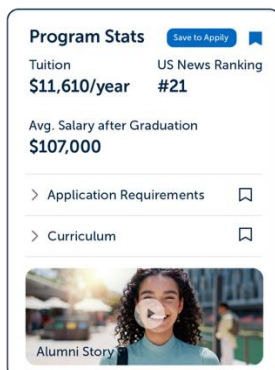 Program Stats
Save to Appily
Tuition
US News Ranking
$11,610/year
#21
Avg. Salary after Graduation
$107,000
Application Requirements
Curriculum
Alumni Story